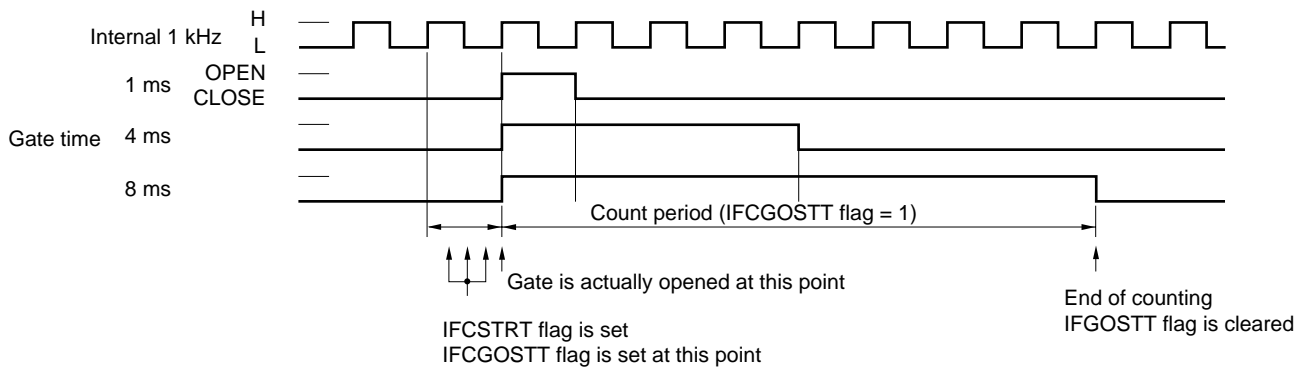 H
Internal 1 kHz
L
OPEN
1 ms
CLOSE
Gate time
4 ms
8 ms
Count period (IFCGOSTT flag = 1)
Gate is actually opened at this point
End of counting
IFGOSTT flag is cleared
IFCSTRT flag is set
IFCGOSTT flag is set at this point